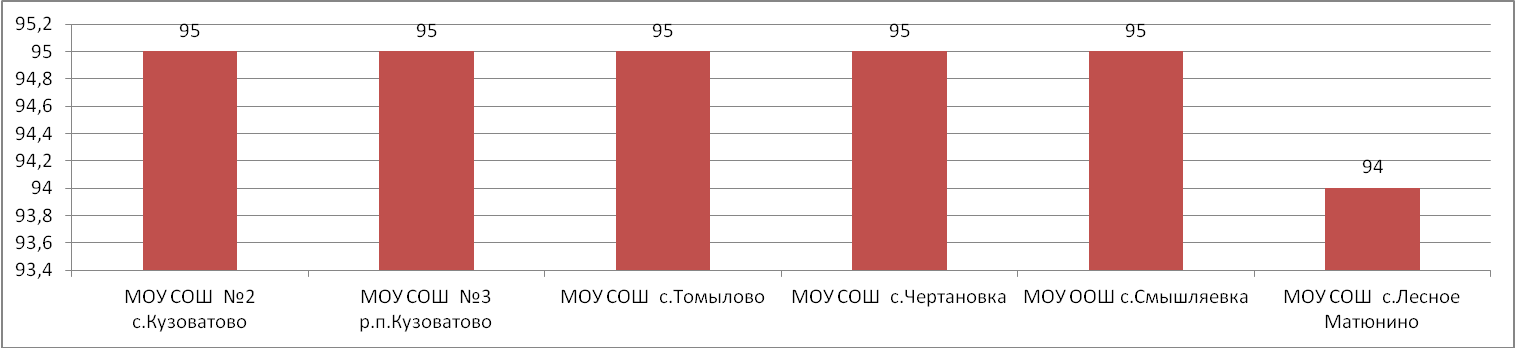 95,2
95
94,8
94,6
94,4
94,2
94
93,8
93,6
93,4
95
95
95
95
95
94
МОУ СОШ №2
с.Кузоватово
МОУ СОШ №3
р.п.Кузоватово
МОУ СОШ с.Томылово
МОУ СОШ с.Чертановка
МОУ ООШ с.Смышляевка
МОУ СОШ с.Лесное
Матюнино